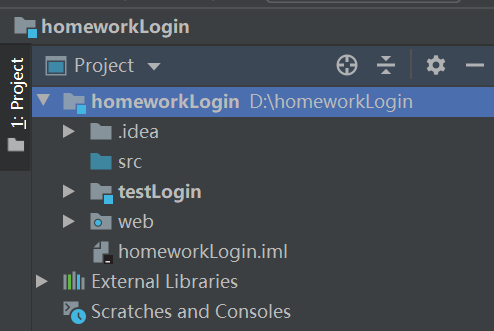 homeworkLogin
1: Project
Project
homeworkLogin D:\homeworkLogin
.idea
src
testLogin
web
homeworkLogin.iml
External Libraries
Scratches and Consoles